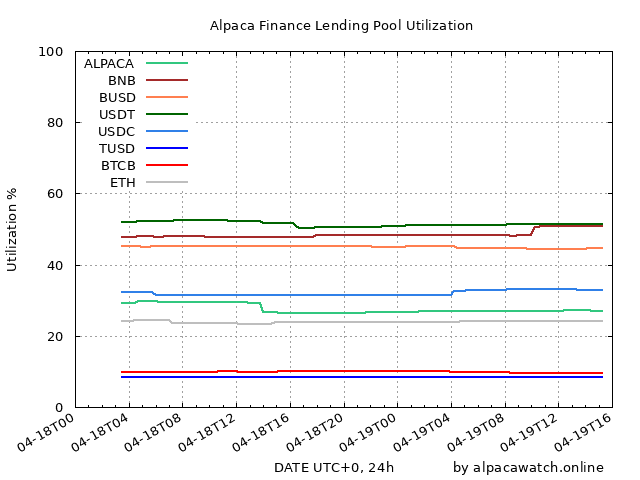 Alpaca Finance Lending Pool Utilization
Utilization %
100
80
60
40
20
0
ALPACA
BNB
BUSD
USDT
USDC
TUSD
BTCB
ETH
04-18T00
04-18T04
04-18T08
04-18T12
04-18T16
04-18T20
04-19T00
04-19T04
04-19T08
04-19T12
04-19T16
DATE UTC+0, 24h
by alpacawatch.online